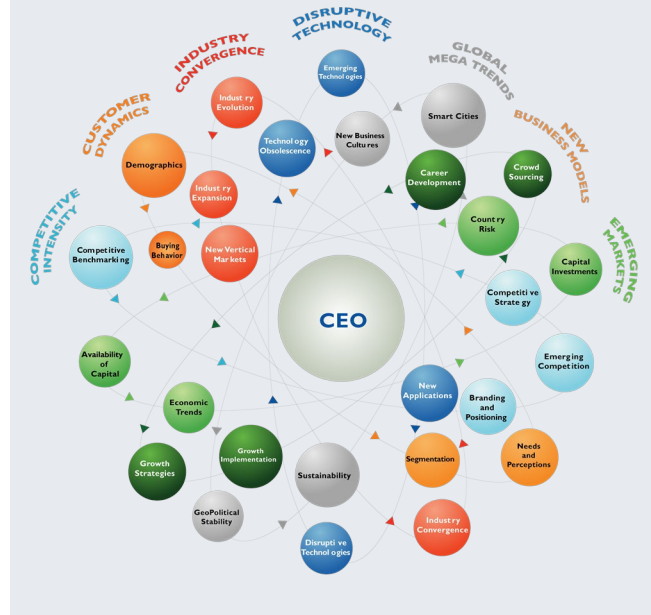 DISRUPTIVE
TECHNOLOGY
INDUSTRY
CONVERGENCE
GLOBAL
MEGA TRENDS
CUSTOMER
DYNAMICS
NEW
BUSINESS MODELS
COMPETITIVE
INTENSITY
EMERGING
MARKETS
Emerging
Technologies
Industry
Evolution
Smart Cities
Technology
Obsolescence
New Business
Cultures
Demographics
Career
Development
Crowd
Sourcing
Industry
Expansion
Country
Risk
Competitive
Benchmarking
Buying
Behavior
New Vertical
Markets
Capital
Investments
Competitive
Strategy
CEO
Availability
of
Capital
Emerging
Competition
New
Applications
Branding
and
Positioning
Economic
Trends
Growth
Strategies
Growth
Implementation
Sustainability
Segmentation
Needs
and
Perceptions
GeoPolitical
Stability
Industry
Convergence
Disruptive
Technologies